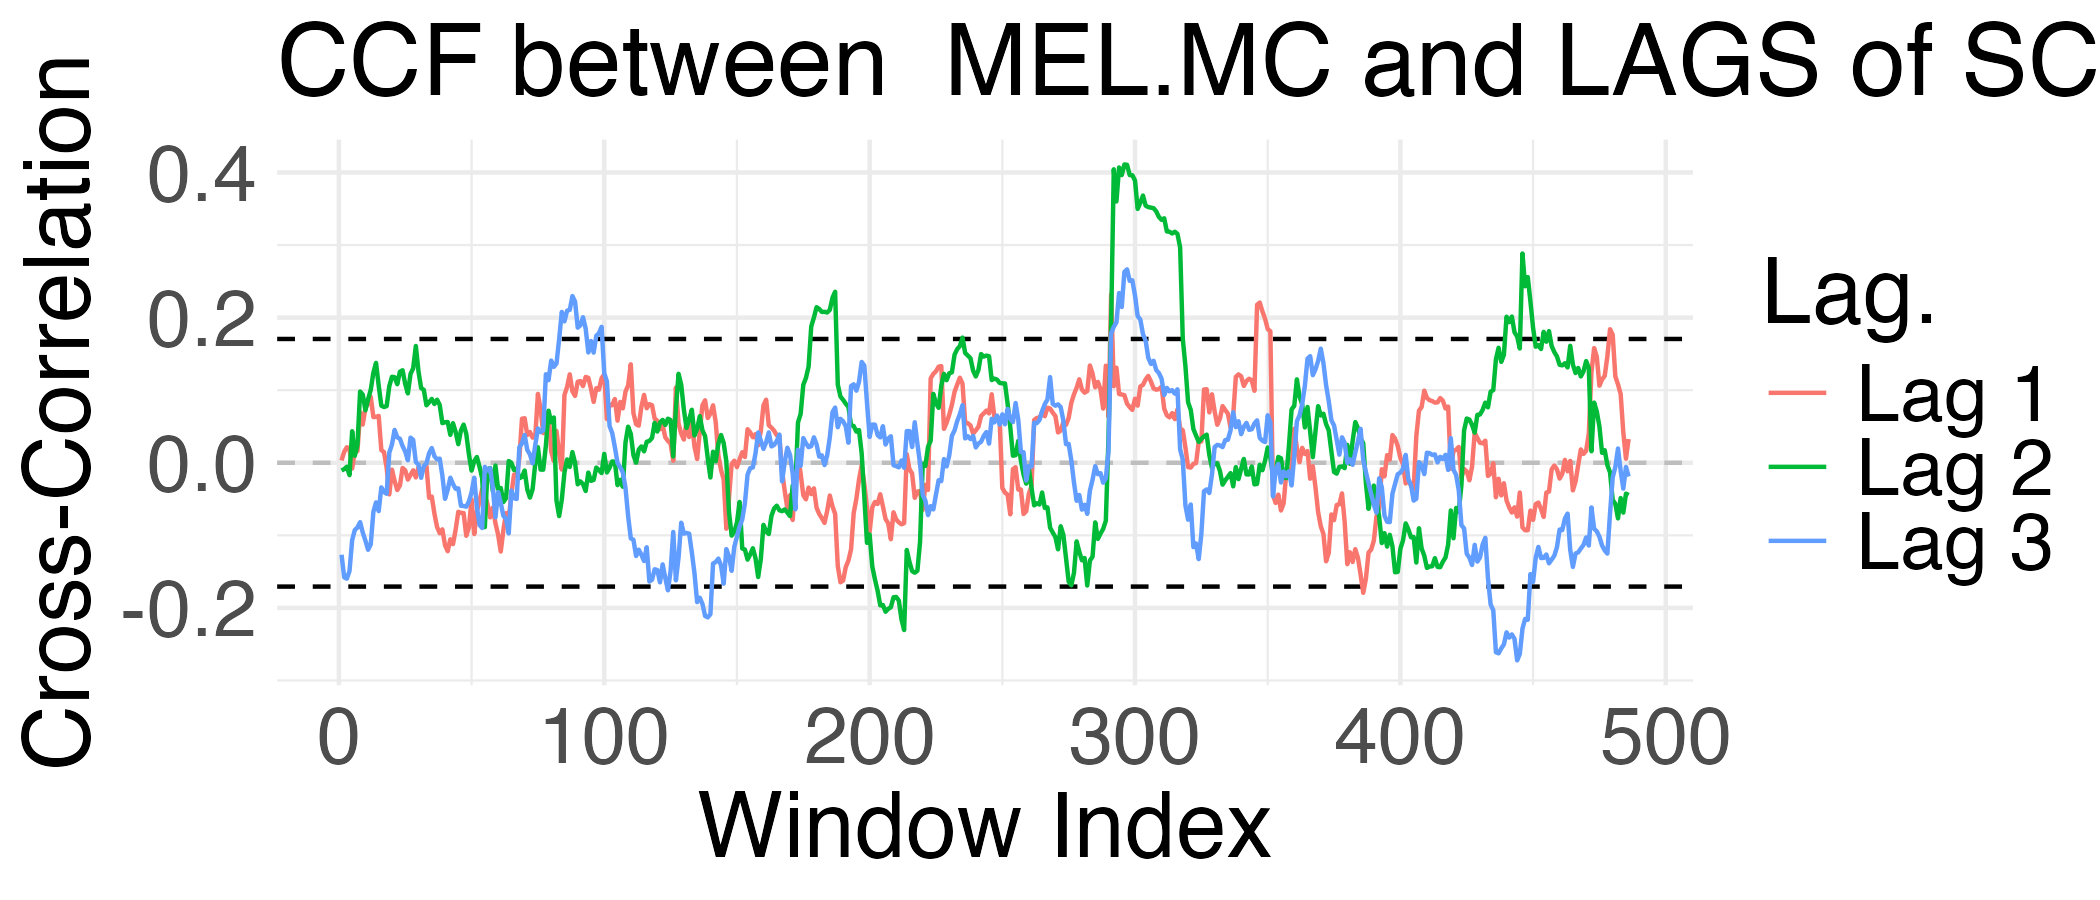 CCF between MEL.MC and LAGS of SC
Cross-Correlation
0.4
0.2
0.0
-0.2
0 100 200 300 400 500
Window Index
Lag.
Lag 1
Lag 2
Lag 3